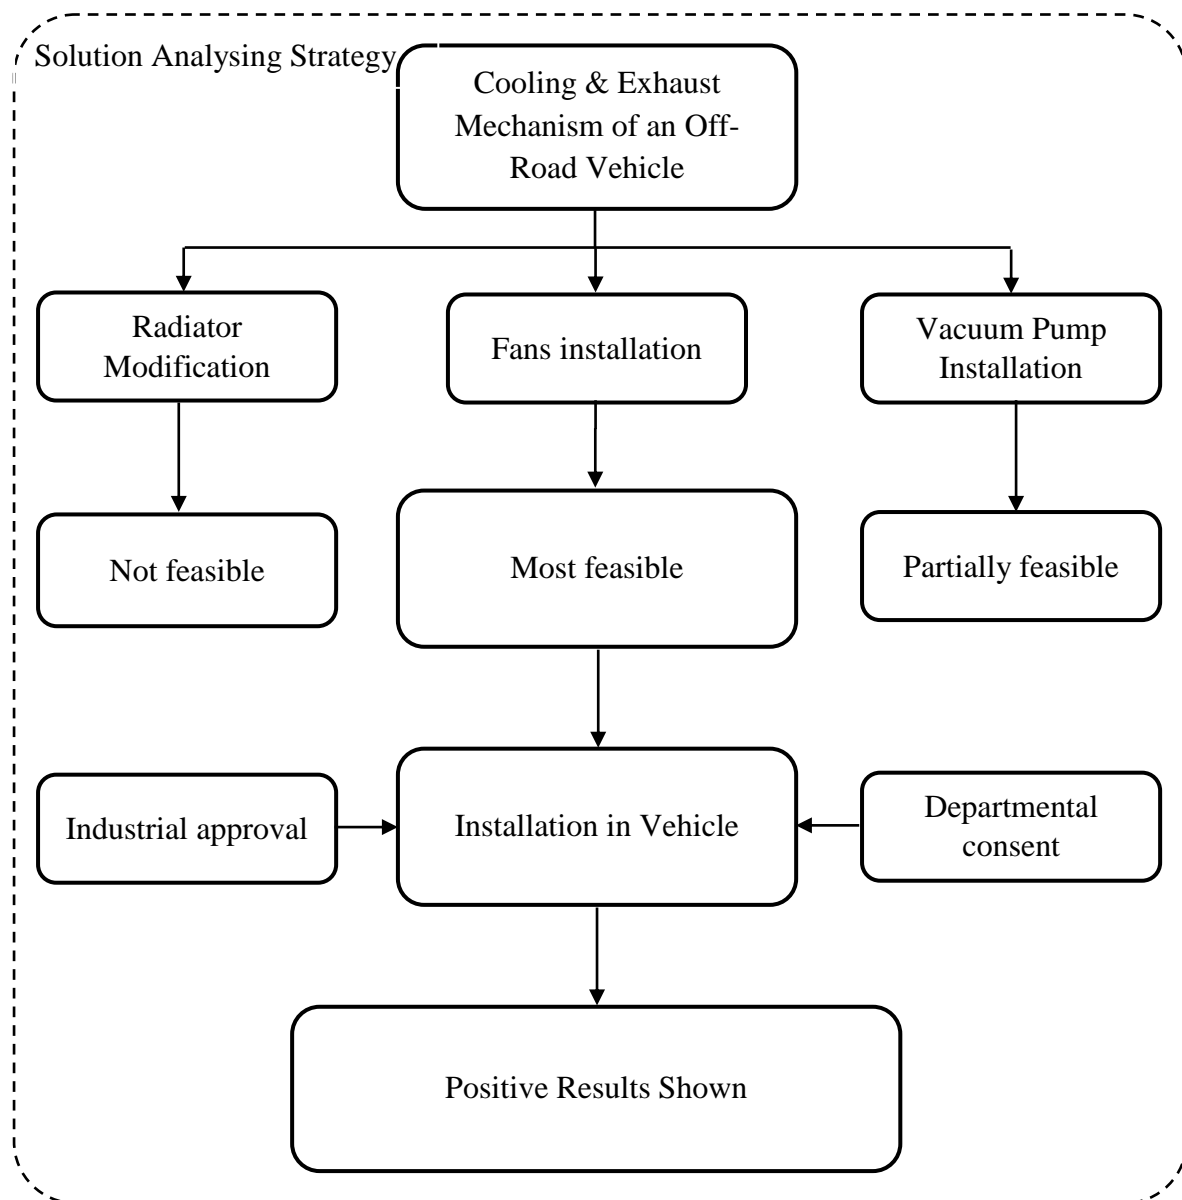 Solution Analysing Strategy
Cooling & Exhaust
Mechanism of an Off-
Road Vehicle
Radiator
Modification
Fans installation
Vacuum Pump
Installation
Not feasible
Most feasible
Partially feasible
Industrial approval
Installation in Vehicle
Departmental
consent
Positive Results Shown